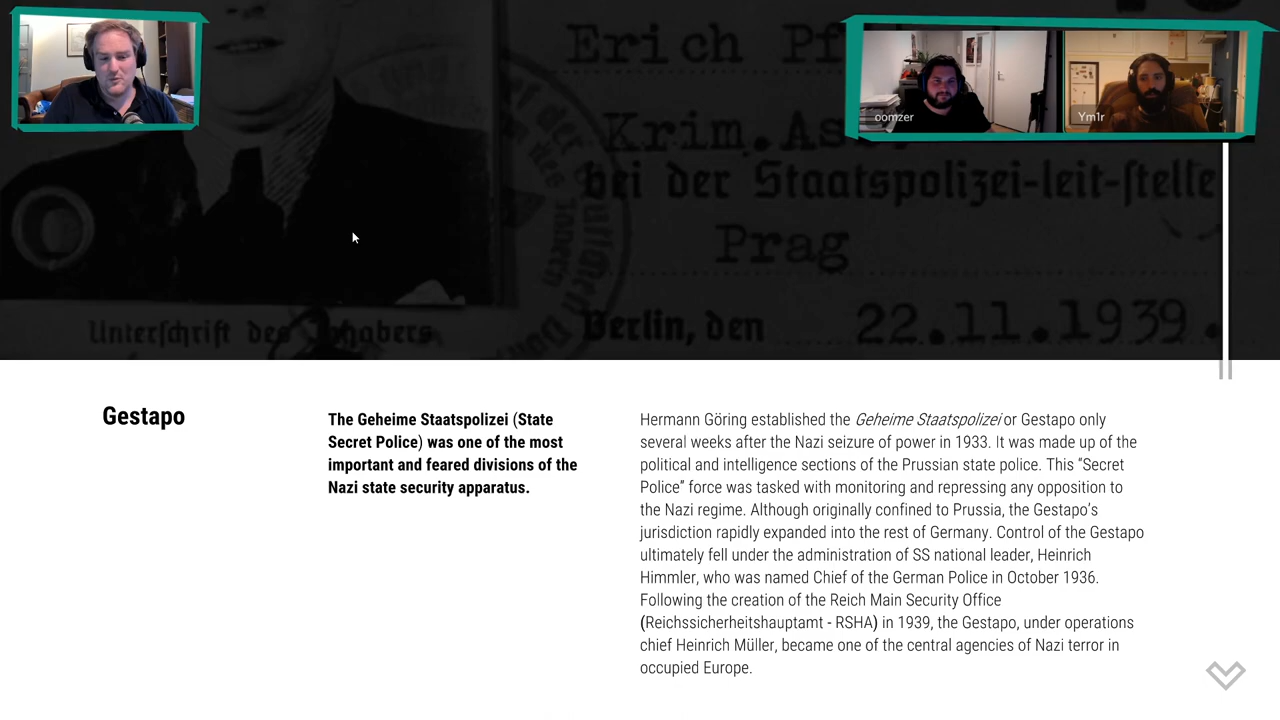 Erich Pf
Krim.As
bei der Staatspolizei-leit-stelle
Prag
Unterschrift des Inhabers
Berlin, den 22.11.1939.
oomzer
Ym1r
Gestapo
The Geheime Staatspolizei (State
Secret Police) was one of the most
important and feared divisions of the
Nazi state security apparatus.
Hermann Göring established the Geheime Staatspolizei or Gestapo only
several weeks after the Nazi seizure of power in 1933. It was made up of the
political and intelligence sections of the Prussian state police. This “Secret
Police” force was tasked with monitoring and repressing any opposition to
the Nazi regime. Although originally confined to Prussia, the Gestapo’s
jurisdiction rapidly expanded into the rest of Germany. Control of the Gestapo
ultimately fell under the administration of SS national leader, Heinrich
Himmler, who was named Chief of the German Police in October 1936.
Following the creation of the Reich Main Security Office
(Reichssicherheitshauptamt - RSHA) in 1939, the Gestapo, under operations
chief Heinrich Müller, became one of the central agencies of Nazi terror in
occupied Europe.